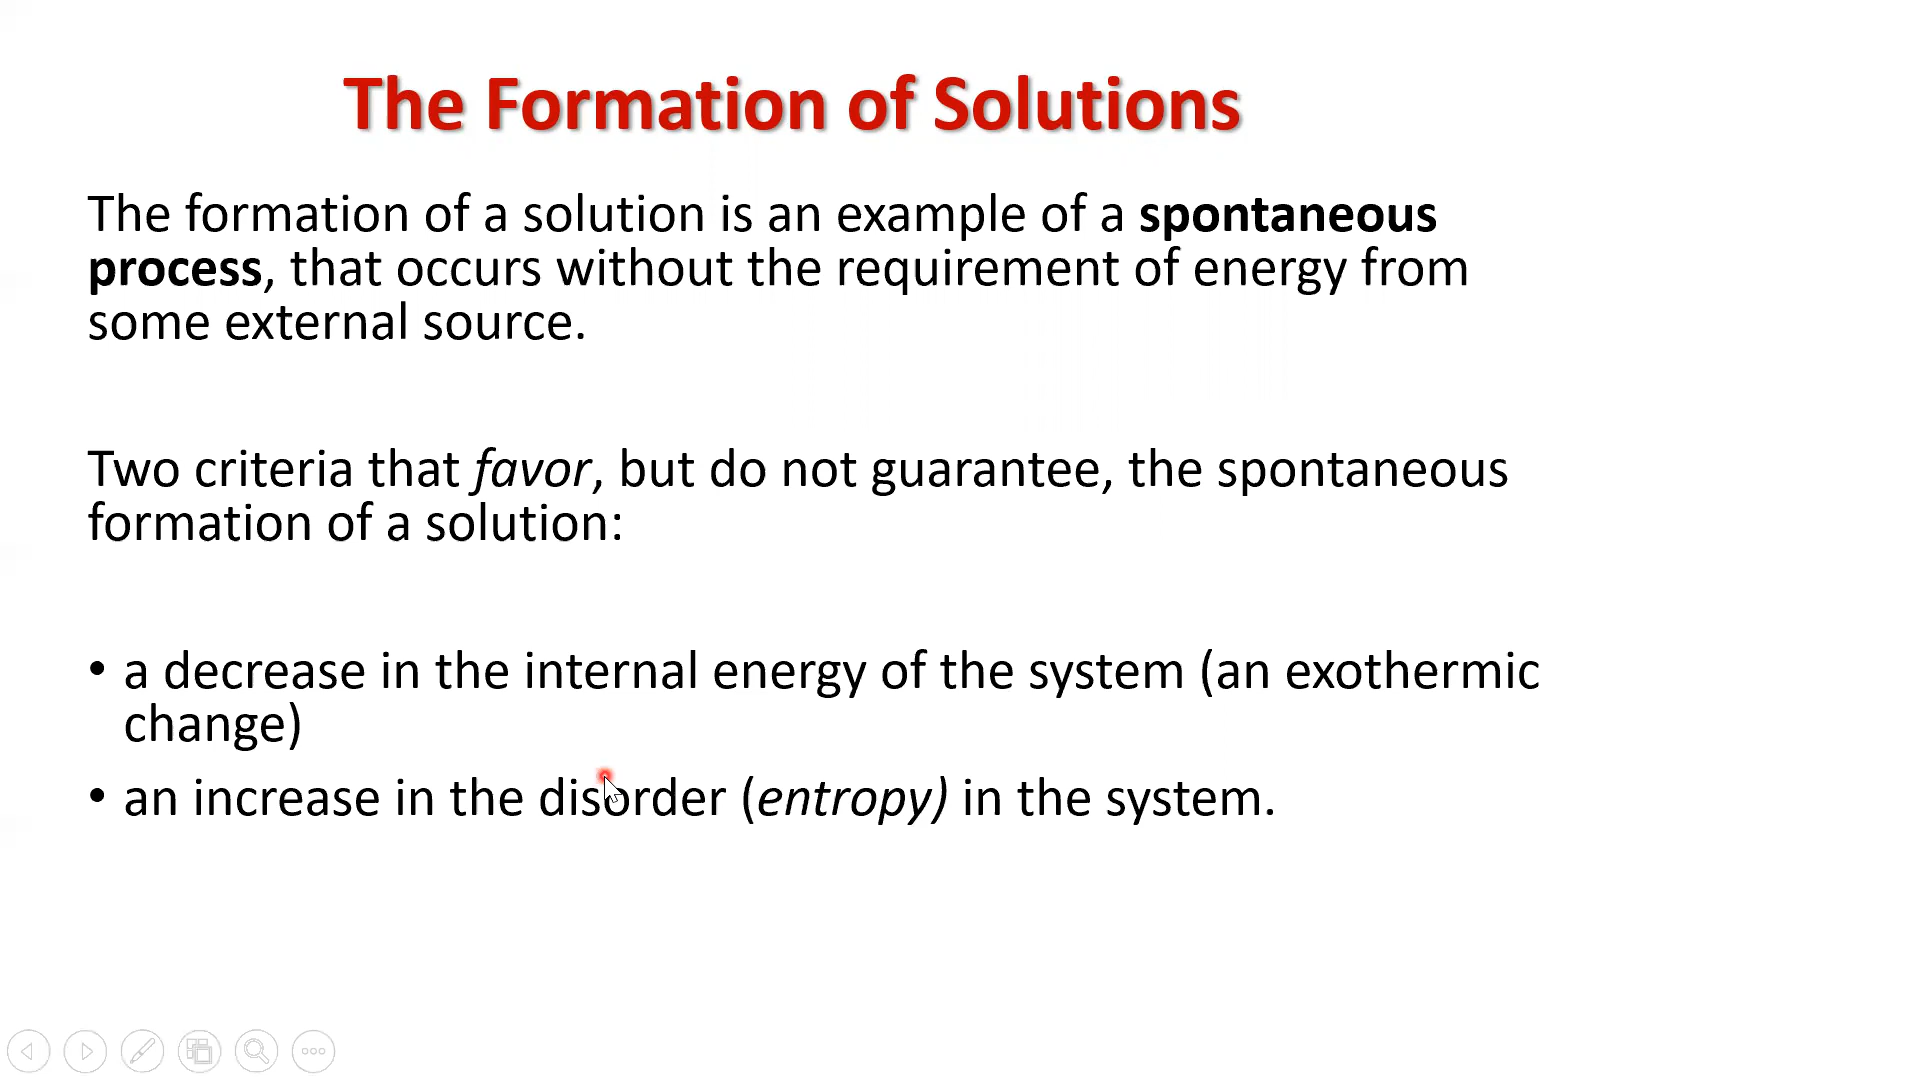 The Formation of Solutions
The formation of a solution is an example of a spontaneous
process, that occurs without the requirement of energy from
some external source.
Two criteria that favor, but do not guarantee, the spontaneous
formation of a solution:
• a decrease in the internal energy of the system (an exothermic
change)
• an increase in the disorder (entropy) in the system.